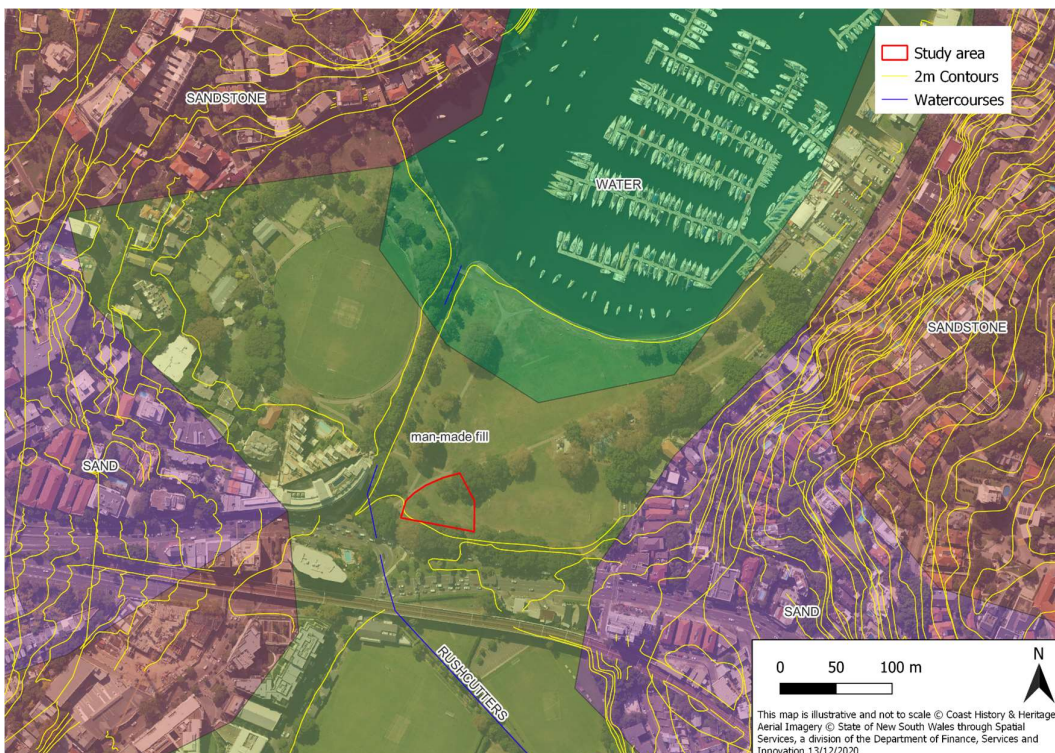 Study area
2m Contours
Watercourses
SANDSTONE
WATER
SANDSTONE
man-made fill
SAND
SAND
RUSHCUTTERS
N
0 50 100 m
This map is illustrative and not to scale © Coast History & Heritage
Aerial Imagery © State of New South Wales through Spatial
Services, a division of the Department of Finance, Services and
Innovation 13/12/2020